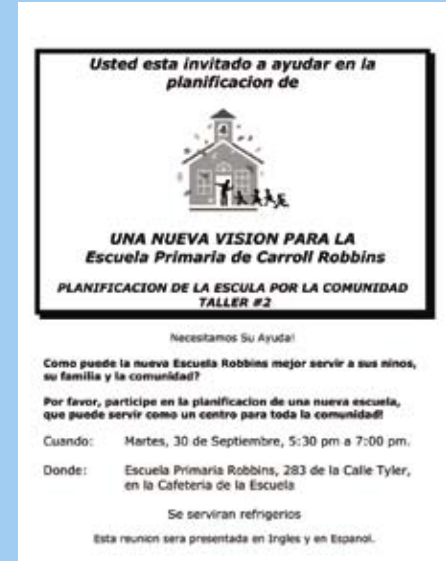 Usted esta invitado a ayudar en la
planificacion de
UNA NUEVA VISION PARA LA
Escuela Primaria de Carroll Robbins
PLANIFICACION DE LA ESCULA POR LA COMUNIDAD
TALLER #2
Necesitamos Su Ayuda!
Como puede la nueva Escuela Robbins mejor servir a sus ninos,
su familia y la comunidad?
Por favor, participe en la planificacion de una nueva escuela,
que puede servir como un centro para toda la comunidad!
Cuando: Martes, 30 de Septiembre, 5:30 pm a 7:00 pm.
Donde: Escuela Primaria Robbins, 283 de la Calle Tyler,
en la Cafeteria de la Escuela
Se serviran refrigerios
Esta reunion sera presentada en Ingles y en Espanol.